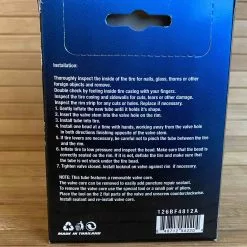 Installation:
Thoroughly inspect the inside of the tire for nails, glass, thorns or other
foreign objects and remove.
Double check by feeling inside tire casing with your fingers.
Inspect the tire casing and sidewalls for cuts, tears or other damage.
Inspect the rim strip for any cuts or holes. Replace if necessary.
1. Gently inflate the new tube until it holds it's shape.
2. Insert the valve stem into the valve hole on the rim.
3. Install tube into tire.
4. Install one bead of a time with hands, working away from the valve hole
in both directions finishing opposite of the valve stem.
5. If tire levers are required be careful not to pinch the tube between the tire
and the rim.
6. Inflate tire to low pressure and inspect the bead. Make sure the bead is
correctly seated on the rim. If it is not, deflate the tire and make sure that
the tube is not stuck under the tire bead.
7. Tighten valve closed. Install locknut on valve against the rim if necessary.
NOTE: This tube features a removable valve core.
The valve core can be removed to easily add puncture repair sealant.
To remove the valve core use the special tool or a small pair of pliers.
Place the tool on the 2 flat parts of the valve and unscrew counterclockwise.
Install sealant and re-install valve core.
126BF4812A
MADE IN THAILAND